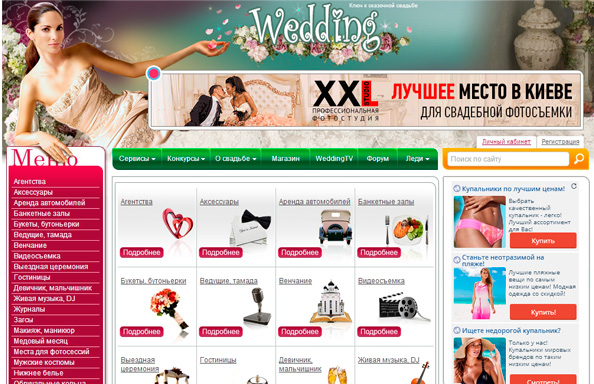 Ключ к сказочной свадьбе
Wedding
XXL STUDIO
ПРОФЕССИОНАЛЬНАЯ
ФОТОСТУДИЯ
ЛУЧШЕЕ МЕСТО В КИЕВЕ
ДЛЯ СВАДЕБНОЙ ФОТОСЪЕМКИ
Личный кабинет Регистрация
Меню
Сервисы Конкурсы О свадьбе Магазин WeddingTV Форум Леди
Поиск по сайту
Агентства
Аксессуары
Аренда автомобилей
Банкетные залы
Букеты, бутоньерки
Ведущие, тамада
Венчание
Видеосъемка
Выездная церемония
Гостиницы
Девичник, мальчишник
Живая музыка, DJ
Журналы
Загсы
Макияж, маникюр
Медовый месяц
Места для фотосессий
Мужские костюмы
Нижнее белье
Обручальные кольца
Агентства
Подробнее
Аксессуары
Подробнее
Аренда автомобилей
Подробнее
Банкетные залы
Подробнее
Букеты, бутоньерки
Подробнее
Ведущие, тамада
Подробнее
Венчание
Подробнее
Видеосъемка
Подробнее
Выездная
церемония
Гостиницы
Девичник,
мальчишник
Живая музыка, DJ
Купальники по лучшим ценам!
Выбрать
качественный
купальник - легко!
Лучший ассортимент
для Вас!
Купить
Станьте неотразимой на
пляже!
Лучшие пляжные
вещи по самым
низким ценам! Модная
одежда со скидкой!
Купить!
Ищете недорогой купальник?
Только у нас!
Купальники мировых
брендов по таким
низким ценам!
Смотреть!